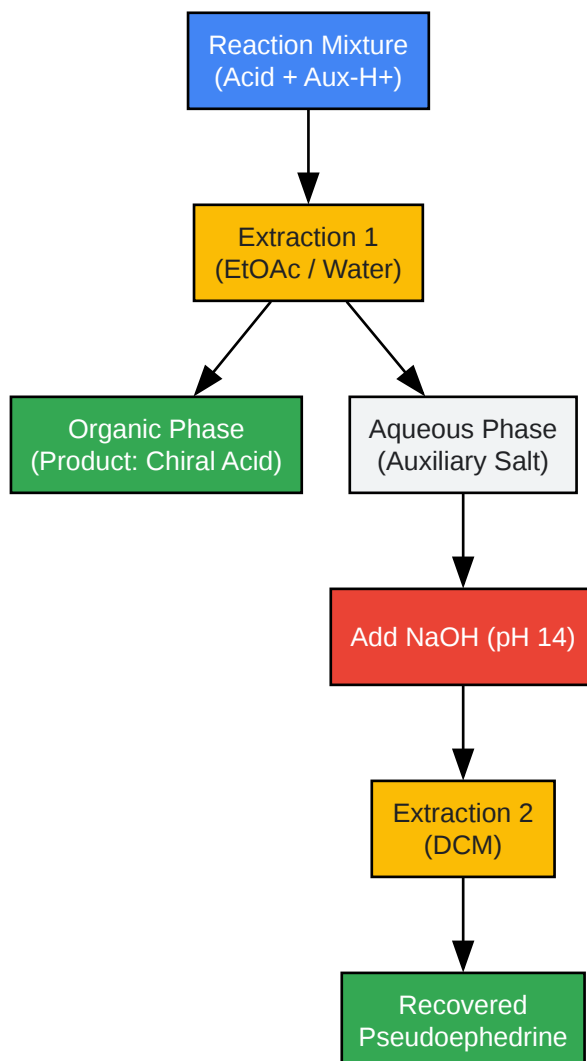 Reaction Mixture
(Acid + Aux-H+)
Extraction 1
(EtOAc / Water)
Organic Phase
(Product: Chiral Acid)
Aqueous Phase
(Auxiliary Salt)
Add NaOH (pH 14)
Extraction 2
(DCM)
Recovered
Pseudoephedrine